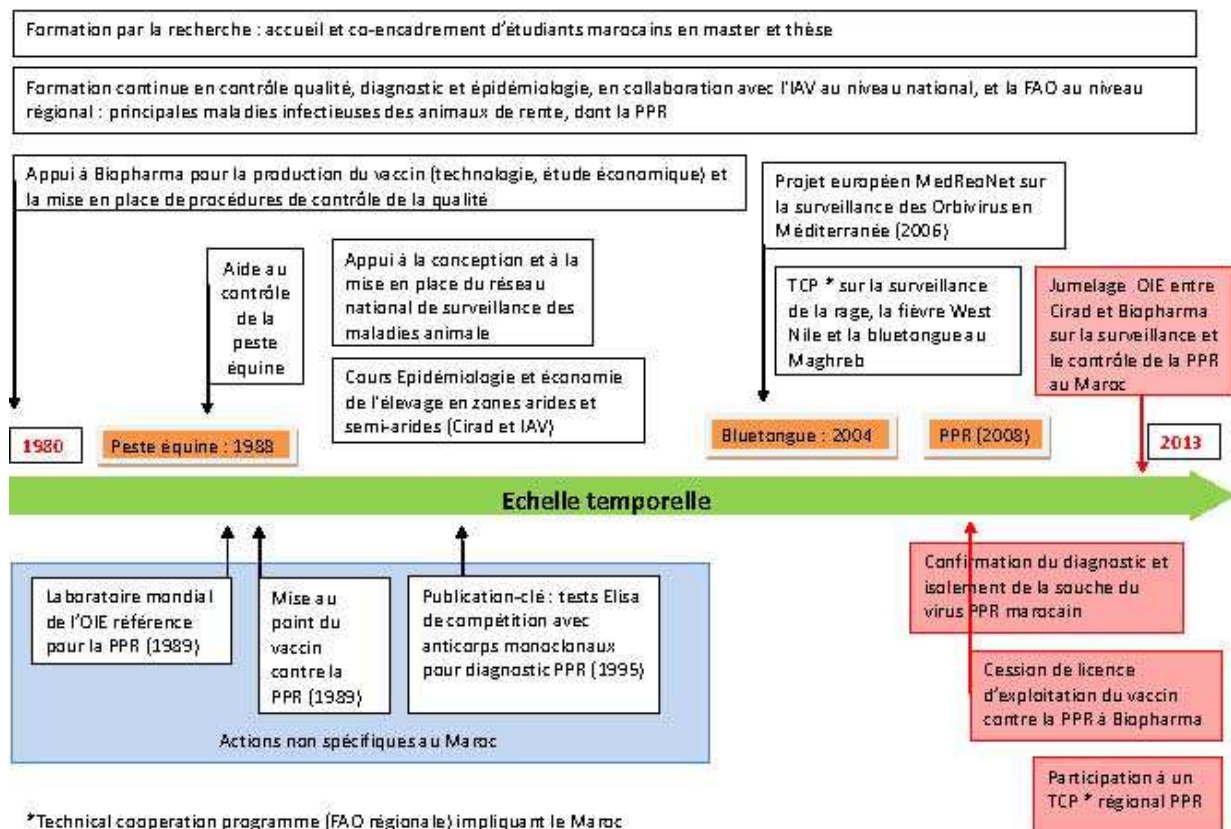 Formation par la recherche : accueil et co-encadrement d'étudiants marocains en master et thèse
Formation continue en contrôle qualité, diagnostic et épidémiologie, en collaboration avec l'IAV au niveau national, et la FAO au niveau
régional : principales maladies infectieuses des animaux de rente, dont la PPR
Appui à Biopharma pour la production du vaccin (technologie, étude économique) et
la mise en place de procédures de contrôle de la qualité
Aide au
contrôle
de la
peste
équine
Appui à la conception et à la
mise en place du réseau
national de surveillance des
maladies animale
Cours Epidémiologie et économie
de l'élevage en zones arides et
semi-arides (Cirad et IAV)
Projet européen MedReoNet sur
la surveillance des Orbivirus en
Méditerranée (2006)
TCP * sur la surveillance
de la rage, la fièvre West
Nile et la bluetongue au
Maghreb
Jumelage OIE entre
Cirad et Biopharma
sur la surveillance et
le contrôle de la PPR
au Maroc
1980
Peste équine : 1988
Bluetongue : 2004
PPR (2008)
2013
Echelle temporelle
Laboratoire mondial
de l'OIE référence
pour la PPR (1989)
Mise au
point du
vaccin
contre la
PPR (1989)
Publication-clé : tests Elisa
de compétition avec
anticorps monoclonaux
pour diagnostic PPR (1995)
Actions non spécifiques au Maroc
Confirmation du diagnostic et
isolement de la souche du
virus PPR marocain
Cession de licence
d'exploitation du vaccin
contre la PPR à Biopharma
Participation à un
TCP * régional PPR
*Technical cooperation programme (FAO régionale) impliquant le Maroc